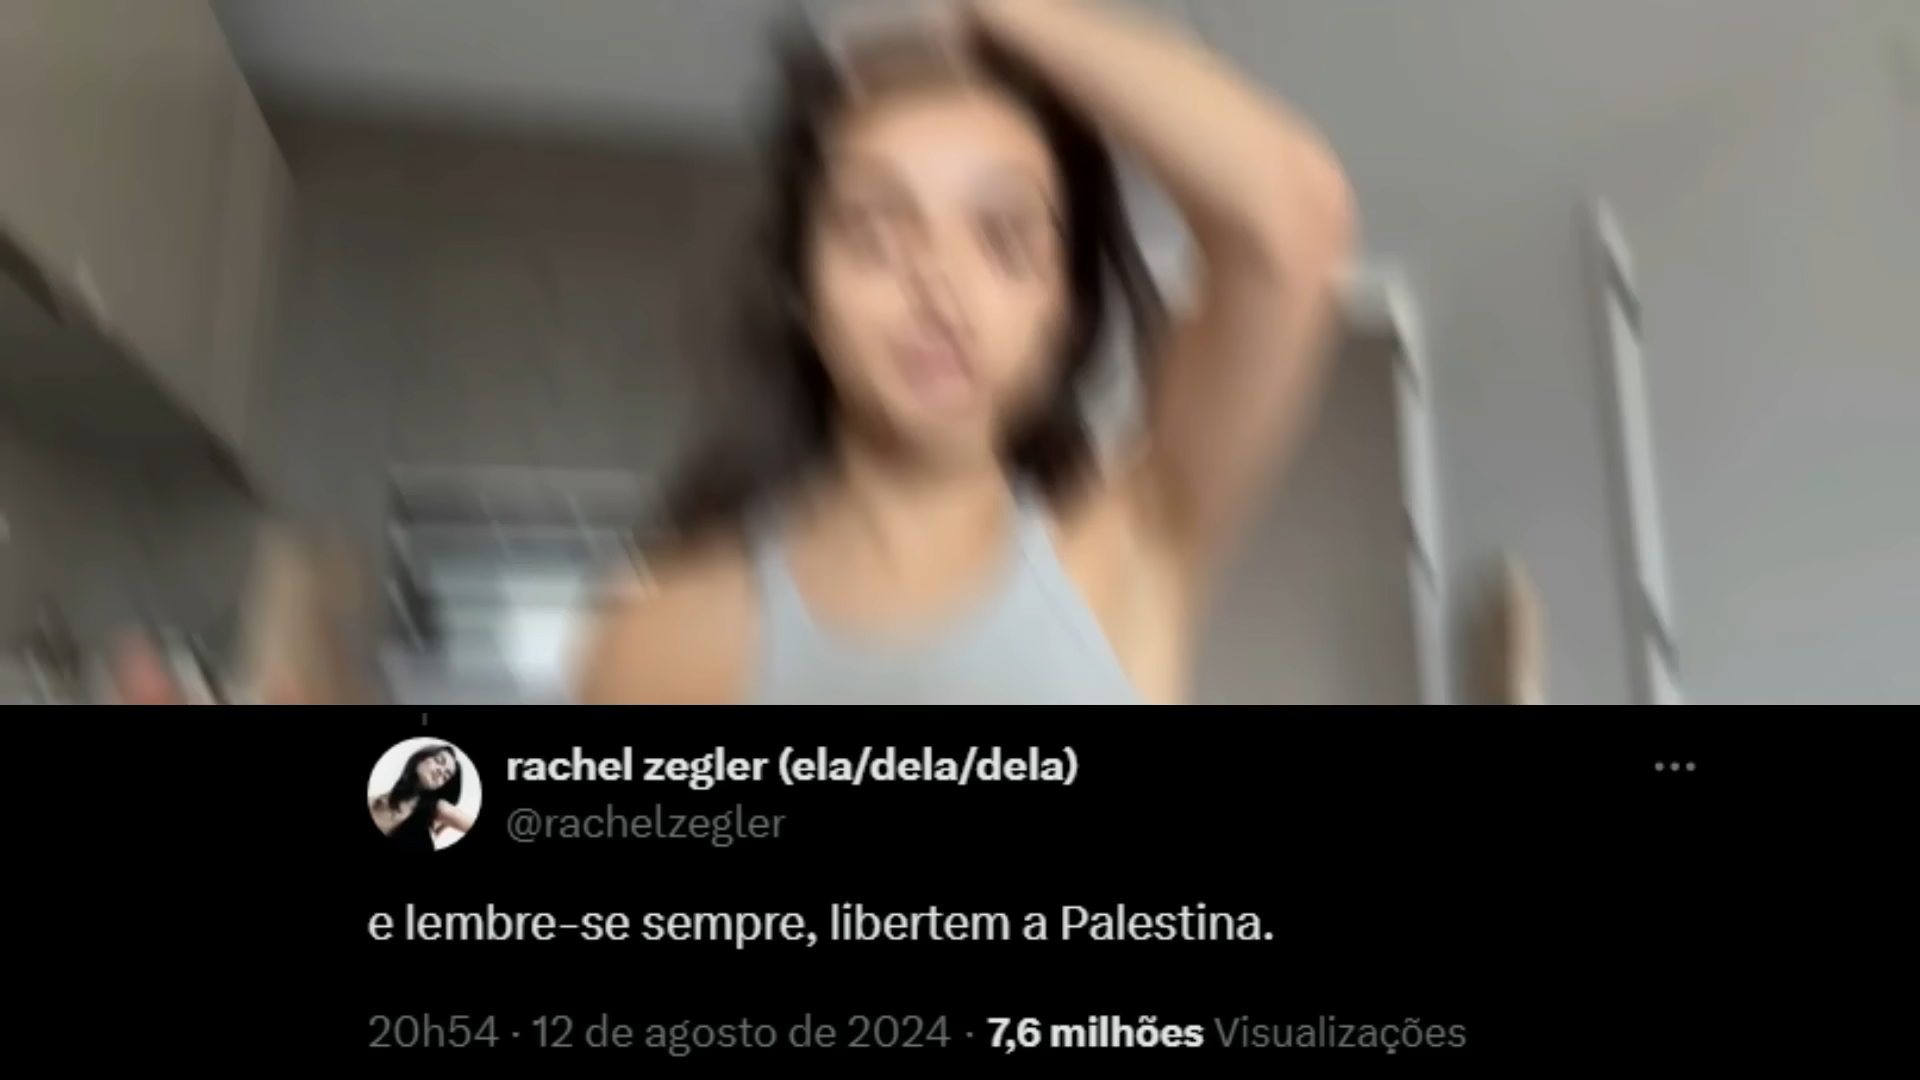 rachel zegler (ela/dela/dela)
@rachelzegler
e lembre-se sempre, libertem a Palestina.
20h54 · 12 de agosto de 2024 · 7,6 milhões Visualizações